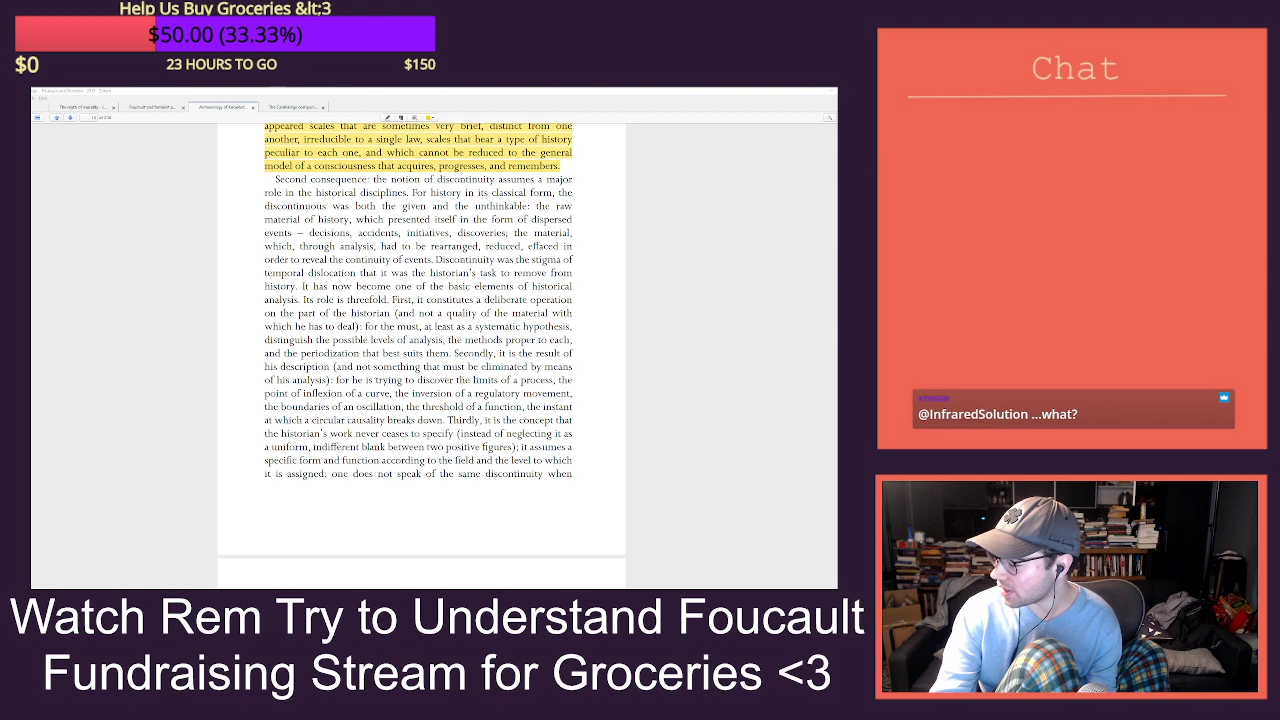 Help Us Buy Groceries &lt;3
$50.00 (33.33%)
$0
23 HOURS TO GO
$150
The myth of morality - J...
Foucault and feminist p...
Archaeology of Knowled...
The Cambridge compani...
appeared scales that are sometimes very brief, distinct from one
another, irreducible to a single law, scales that bear a type of history
peculiar to each one, and which cannot be reduced to the general
model of a consciousness that acquires, progresses, and remembers.
Second consequence: the notion of discontinuity assumes a major
role in the historical disciplines. For history in its classical form, the
discontinuous was both the given and the unthinkable: the raw
material of history, which presented itself in the form of dispersed
events – decisions, accidents, initiatives, discoveries; the material,
which, through analysis, had to be rearranged, reduced, effaced in
order to reveal the continuity of events. Discontinuity was the stigma of
temporal dislocation that it was the historian's task to remove from
history. It has now become one of the basic elements of historical
analysis. Its role is threefold. First, it constitutes a deliberate operation
on the part of the historian (and not a quality of the material with
which he has to deal): for the must, at least as a systematic hypothesis,
distinguish the possible levels of analysis, the methods proper to each,
and the periodization that best suits them. Secondly, it is the result of
his description (and not something that must be eliminated by means
of his analysis): for he is trying to discover the limits of a process, the
point of inflexion of a curve, the inversion of a regulatory movement,
the boundaries of an oscillation, the threshold of a function, the instant
at which a circular causality breaks down. Thirdly, it is the concept that
the historian's work never ceases to specify (instead of neglecting it as
a uniform, indifferent blank between two positive figures); it assumes a
specific form and function according to the field and the level to which
it is assigned: one does not speak of the same discontinuity when
Chat
@InfraredSolution ...what?
Watch Rem Try to Understand Foucault
Fundraising Stream for Groceries <3